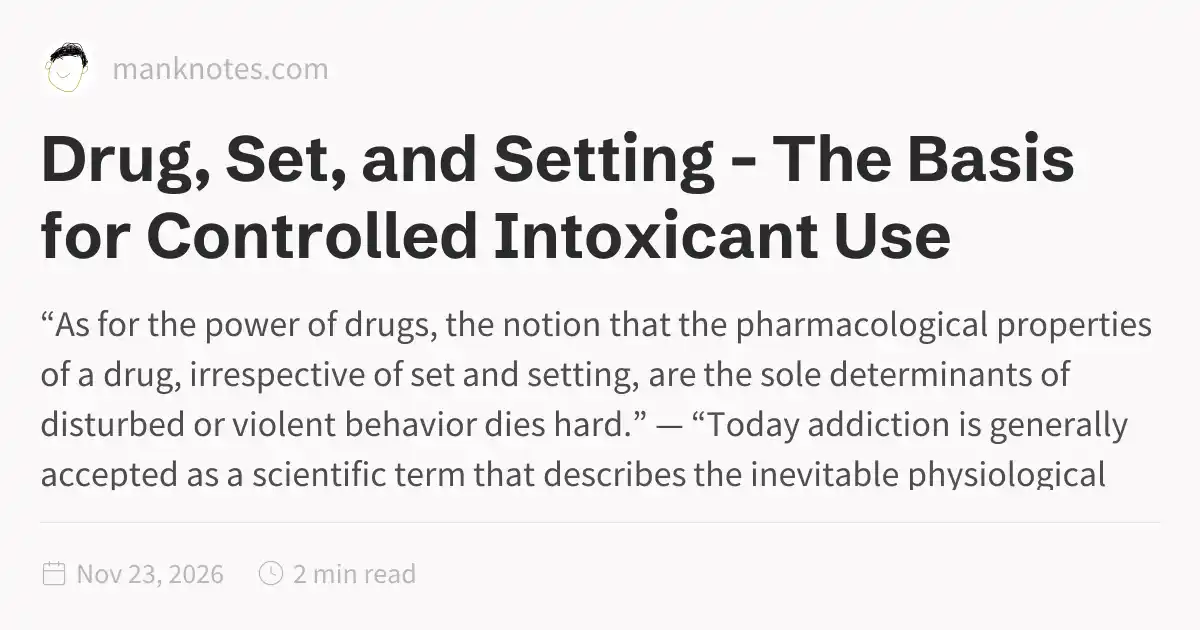 manknotes.com
Drug, Set, and Setting - The Basis
for Controlled Intoxicant Use
“As for the power of drugs, the notion that the pharmacological properties
of a drug, irrespective of set and setting, are the sole determinants of
disturbed or violent behavior dies hard.” — “Today addiction is generally
accepted as a scientific term that describes the inevitable physiological
Nov 23, 2026 2 min read